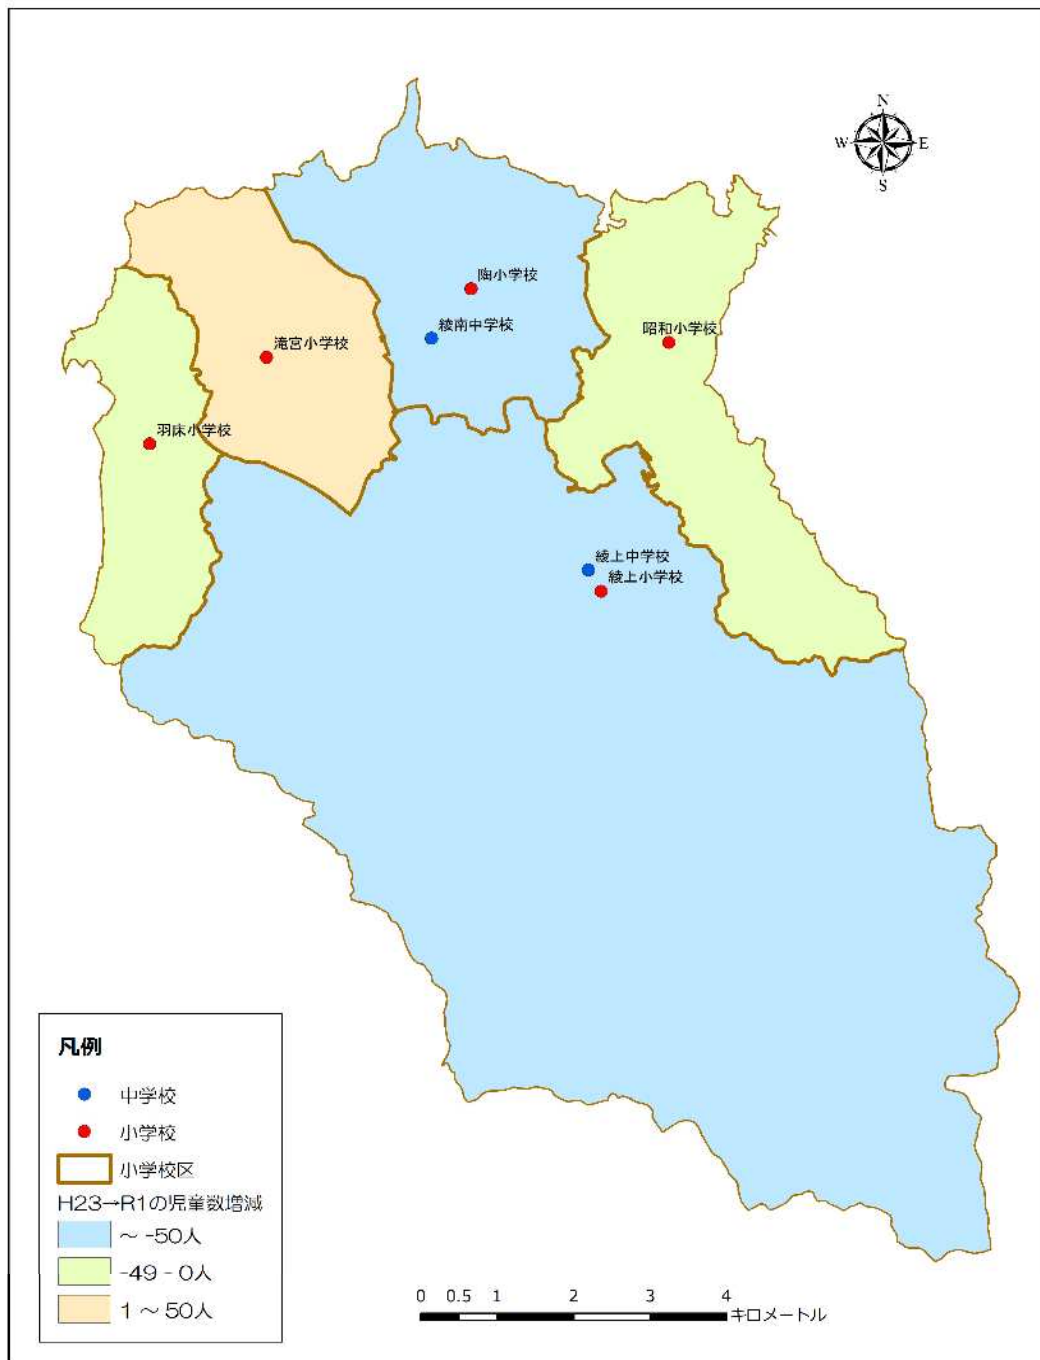 N
W
E
S
陶小学校
綾南中学校
昭和小学校
滝宮小学校
羽床小学校
綾上中学校
綾上小学校
凡例
中学校
小学校
小学校区
H23→R1の児童数増減
～ -50人
-49 - 0人
1 ～ 50人
0 0.5 1 2 3 4
キロメートル